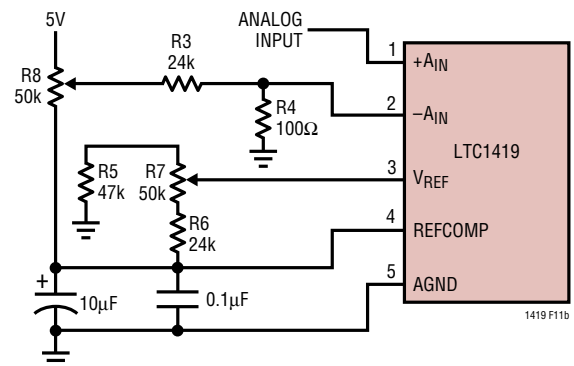 5V
ANALOG
INPUT
R8
50k
R3
24k
R4
100Ω
R5
47k
R7
50k
R6
24k
+
10µF
0.1µF
1
+AIN
2
–AIN
LTC1419
3
VREF
4
REFCOMP
5
AGND
1419 F11b